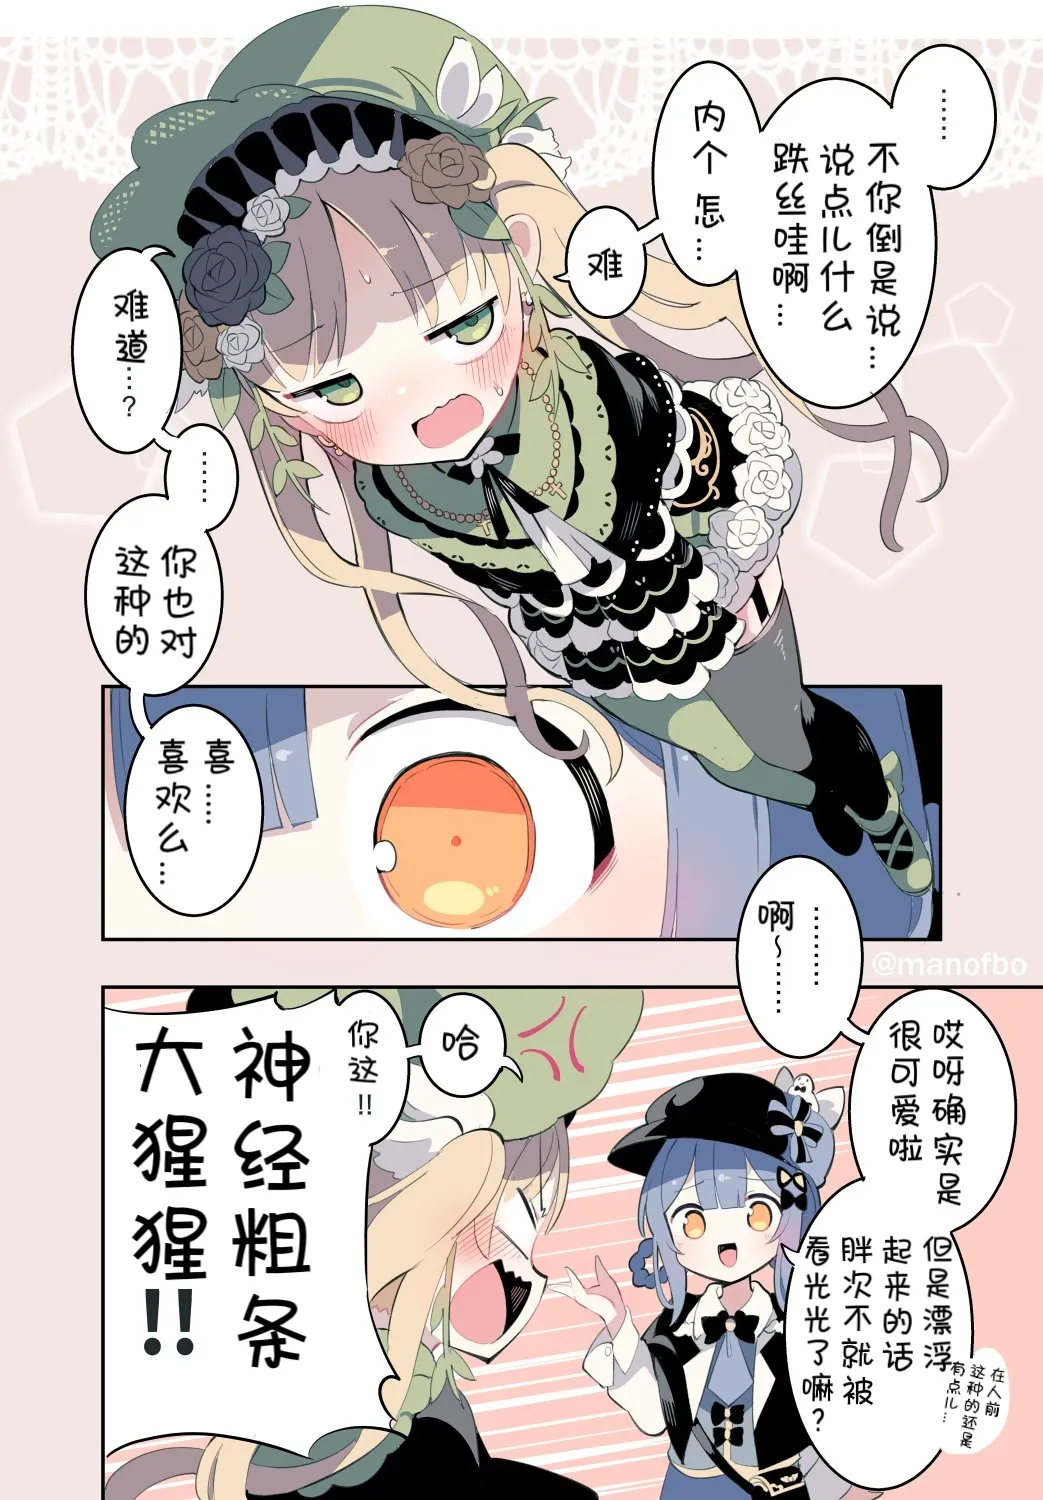 ……
不你倒是说…
说点儿什么
跌丝哇啊…
内个 怎…
难
难道…?
……
你也对
这种的
喜……
喜欢么…
………
啊～……
@manofbo
哎呀确实是
很可爱啦
但是漂浮
起来的话
胖次不就被
看光光了嘛?
在人前
这种的还是
有点儿…
哈
你这!!
神经粗条
大猩猩!!